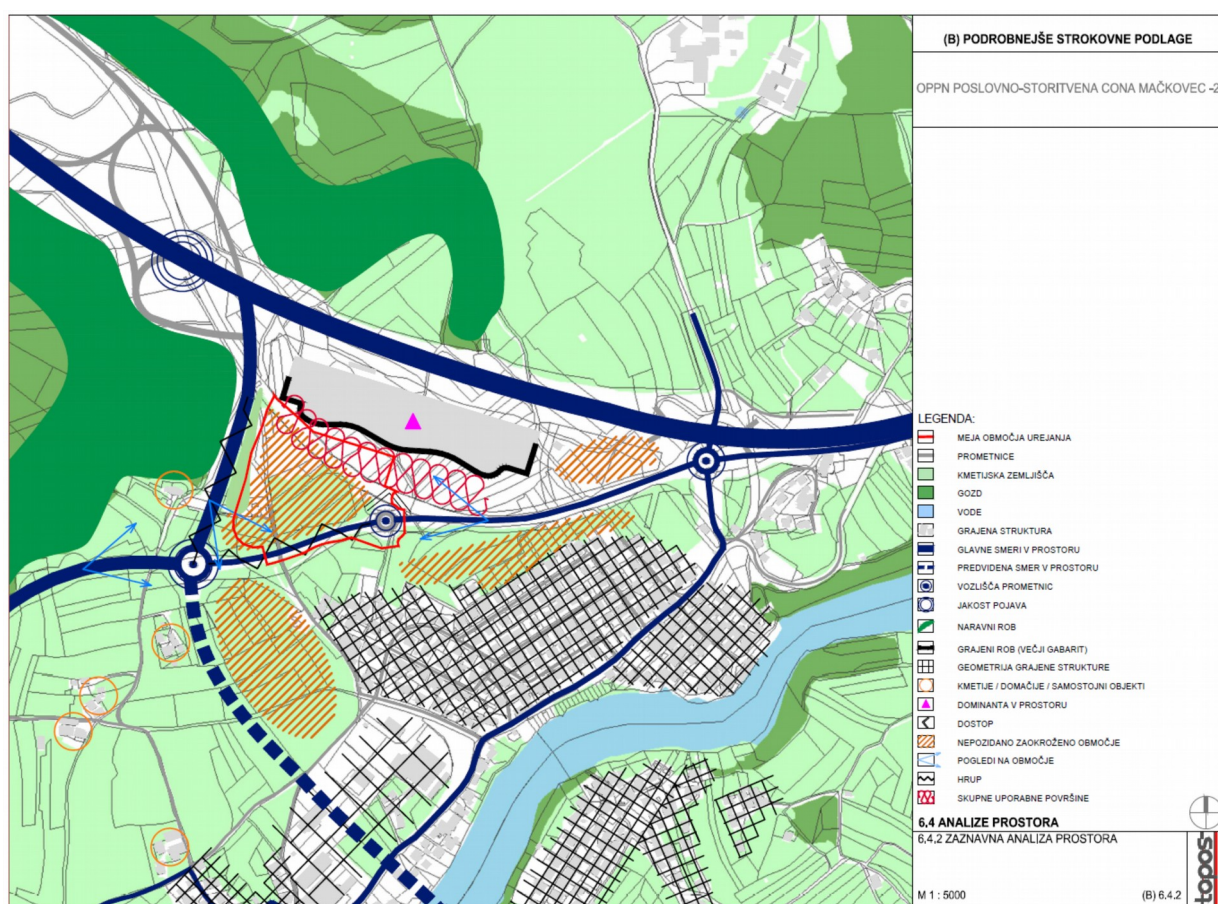 (B) PODROBNEJŠE STROKOVNE PODLAGE
OPPN POSLOVNO-STORITVENA CONA MAČKOVEC -2
LEGENDA:
MEJA OBMOČJA UREJANJA
PROMETNICE
KMETIJSKA ZEMLJIŠČA
GOZD
VODE
GRAJENA STRUKTURA
GLAVNE SMERI V PROSTORU
PREDVIDENA SMER V PROSTORU
VOZLIŠČA PROMETNIC
JAKOST POJAVA
NARAVNI ROB
GRAJENI ROB (VEČJI GABARIT)
GEOMETRIJA GRAJENE STRUKTURE
KMETIJE / DOMAČIJE / SAMOSTOJNI OBJEKTI
DOMINANTA V PROSTORU
DOSTOP
NEPOZIDANO ZAOKROŽENO OBMOČJE
POGLEDI NA OBMOČJE
HRUP
SKUPNE UPORABNE POVRŠINE
6.4 ANALIZE PROSTORA
6.4.2 ZAZNAVNA ANALIZA PROSTORA
M 1 : 5000
(B) 6.4.2
topos